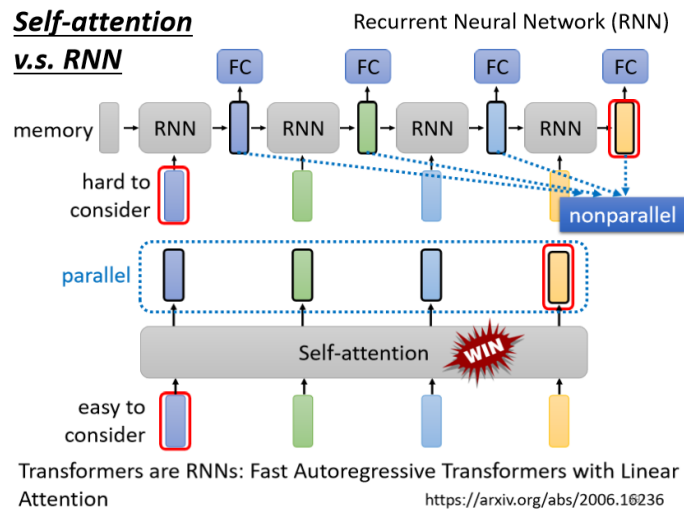 Self-attention
v.s. RNN
Recurrent Neural Network (RNN)
FC FC FC FC
memory RNN RNN RNN RNN
hard to
consider
nonparallel
parallel
Self-attention WIN
easy to
consider
Transformers are RNNs: Fast Autoregressive Transformers with Linear
Attention
https://arxiv.org/abs/2006.16236